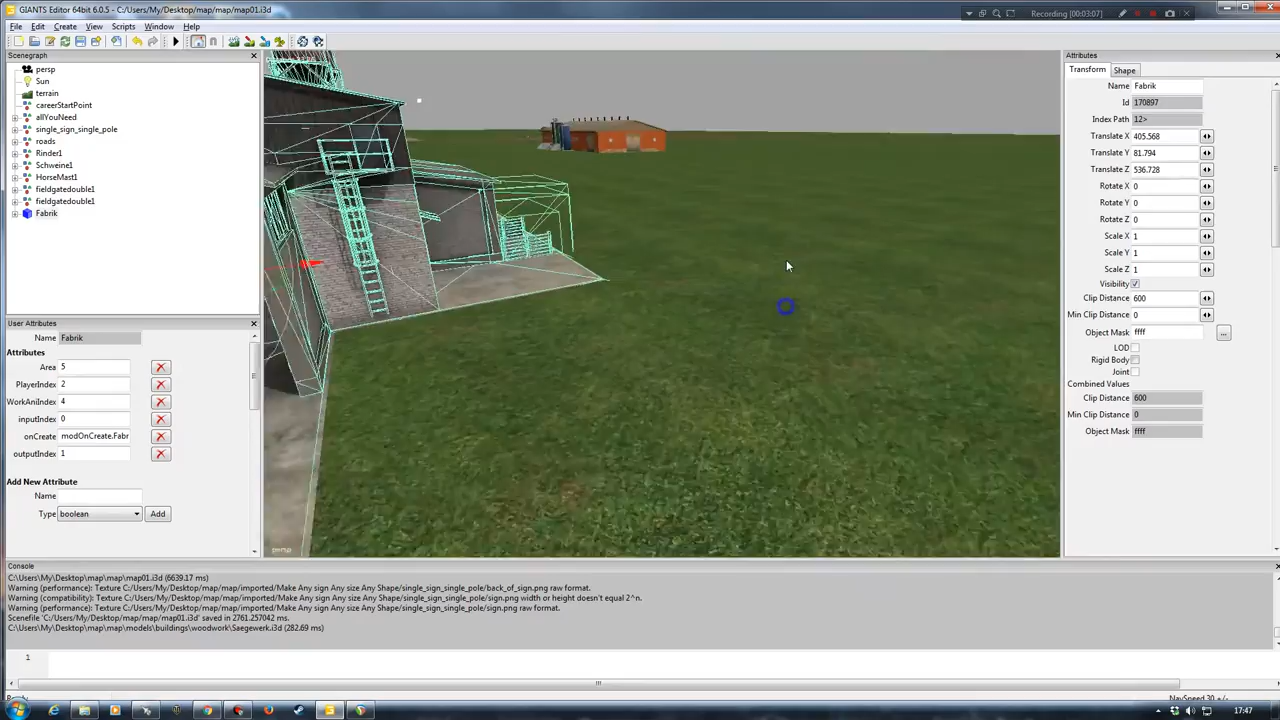 GIANTS Editor 64bit 6.0.5 - C:/Users/My/Desktop/map/map/map01.i3d
Recording [00:03:07]
File Edit Create View Scripts Window Help
Scenegraph
persp
Sun
terrain
careerStartPoint
allYouNeed
single_sign_single_pole
roads
Rinder1
Schweine1
HorseMast1
fieldgatedouble1
fieldgatedouble1
Fabrik
User Attributes
Name Fabrik
Attributes
Area 5
PlayerIndex 2
WorkAniIndex 4
inputIndex 0
onCreate modOnCreate.Fabr
outputIndex 1
Add New Attribute
Name
Type boolean Add
persp
Attributes
Transform Shape
Name Fabrik
Id 170897
Index Path 12>
Translate X 405.568
Translate Y 81.794
Translate Z 536.728
Rotate X 0
Rotate Y 0
Rotate Z 0
Scale X 1
Scale Y 1
Scale Z 1
Visibility
Clip Distance 600
Min Clip Distance 0
Object Mask ffff ...
LOD
Rigid Body
Joint
Combined Values
Clip Distance 600
Min Clip Distance 0
Object Mask ffff
Console
C:\Users\My\Desktop\map\map\map01.i3d (6639.17 ms)
Warning (performance): Texture C:/Users/My/Desktop/map/map/imported/Make Any sign Any size Any Shape/single_sign_single_pole/back_of_sign.png raw format.
Warning (compatibility): Texture C:/Users/My/Desktop/map/map/imported/Make Any sign Any size Any Shape/single_sign_single_pole/sign.png width or height doesn't equal 2^n.
Warning (performance): Texture C:/Users/My/Desktop/map/map/imported/Make Any sign Any size Any Shape/single_sign_single_pole/sign.png raw format.
Scenefile 'C:/Users/My/Desktop/map/map/map01.i3d' saved in 2761.257042 ms.
C:\Users\My\Desktop\map\map\models\buildings\woodwork\Saegewerk.i3d (282.69 ms)
1
NavSpeed 30 +/-
17:47